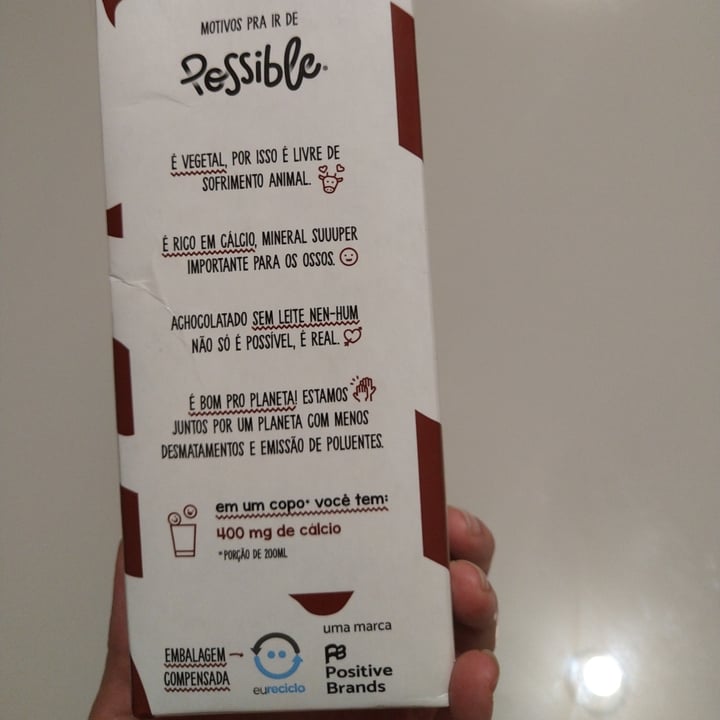 MOTIVOS PRA IR DE
Possible®
É VEGETAL, POR ISSO É LIVRE DE
SOFRIMENTO ANIMAL.
É RICO EM CÁLCIO, MINERAL SUUUPER
IMPORTANTE PARA OS OSSOS.
ACHOCOLATADO SEM LEITE NEN-HUM
NÃO SÓ É POSSÍVEL, É REAL.
É BOM PRO PLANETA! ESTAMOS
JUNTOS POR UM PLANETA COM MENOS
DESMATAMENTOS E EMISSÃO DE POLUENTES.
em um copo* você tem:
400 mg de cálcio
*PORÇÃO DE 200ML
uma marca
EMBALAGEM
COMPENSADA
eureciclo
PB
Positive
Brands